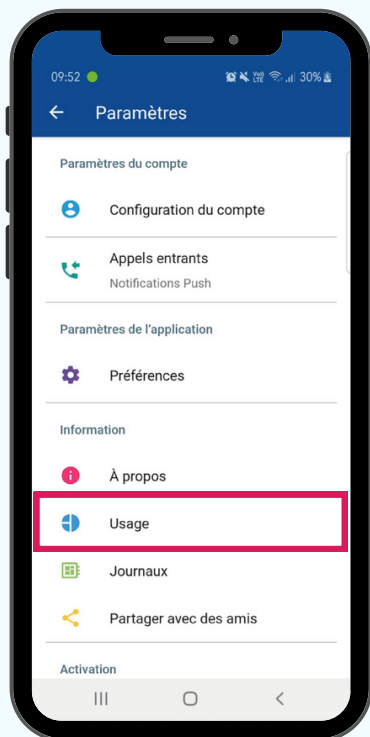 09:52 30%
Paramètres
Paramètres du compte
Configuration du compte
Appels entrants
Notifications Push
Paramètres de l'application
Préférences
Information
À propos
Usage
Journaux
Partager avec des amis
Activation